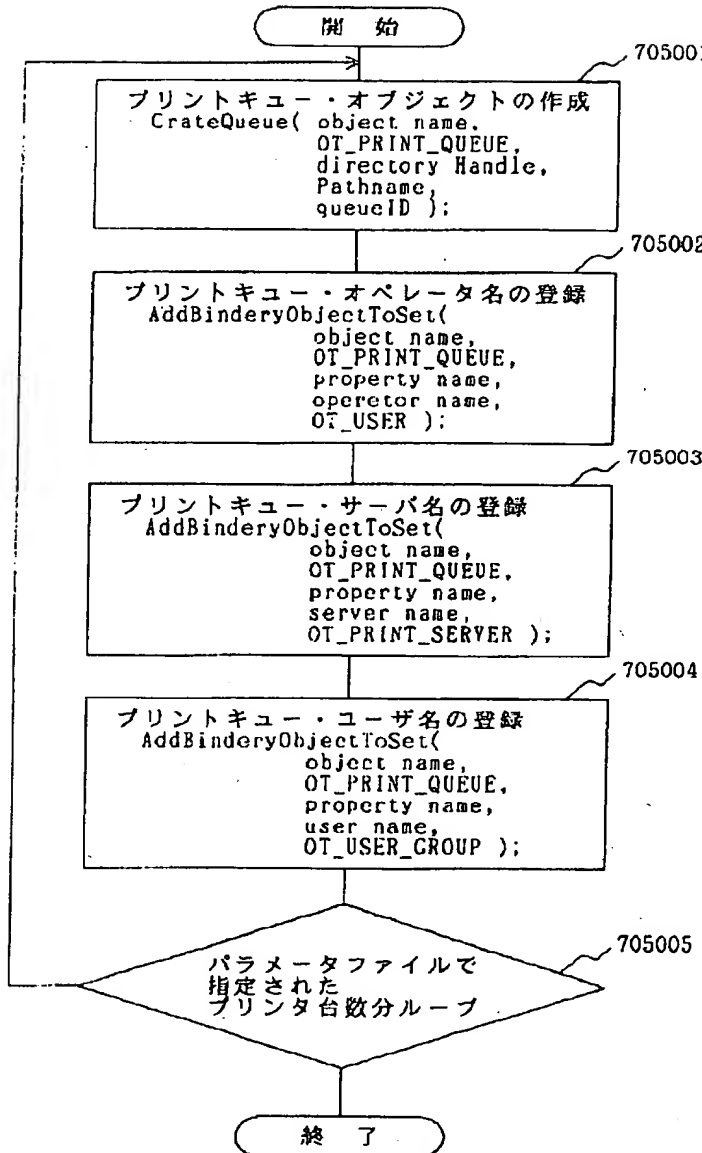 開 始
705001
プリントキュー・オブジェクトの作成
CrateQueue( object name,
OT_PRINT_QUEUE,
directory Handle,
Pathname,
queueID );
705002
プリントキュー・オペレータ名の登録
AddBinderyObjectToSet(
object name,
OT_PRINT_QUEUE,
property name,
operetor name,
OT_USER );
705003
プリントキュー・サーバ名の登録
AddBinderyObjectToSet(
object name,
OT_PRINT_QUEUE,
property name,
server name,
OT_PRINT_SERVER );
705004
プリントキュー・ユーザ名の登録
AddBinderyObjectToSet(
object name,
OT_PRINT_QUEUE,
property name,
user name,
OT_USER_GROUP );
705005
パラメータファイルで
指定された
プリンタ台数分ループ
終 了